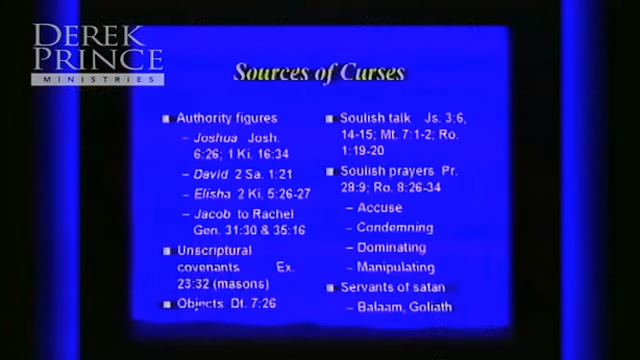 DEREK
PRINCE
MINISTRIES
Sources of Curses
Authority figures
– Joshua Josh.
6:26; 1 Ki. 16:34
– David 2 Sa. 1:21
– Elisha 2 Ki. 5:26-27
– Jacob to Rachel
Gen. 31:30 & 35:16
Unscriptural
covenants Ex.
23:32 (masons)
Objects Dt. 7:26
Soulish talk Js. 3:6,
14-15; Mt. 7:1-2; Ro.
1:19-20
Soulish prayers Pr.
28:9; Ro. 8:26-34
– Accuse
– Condemning
– Dominating
– Manipulating
Servants of satan
– Balaam, Goliath